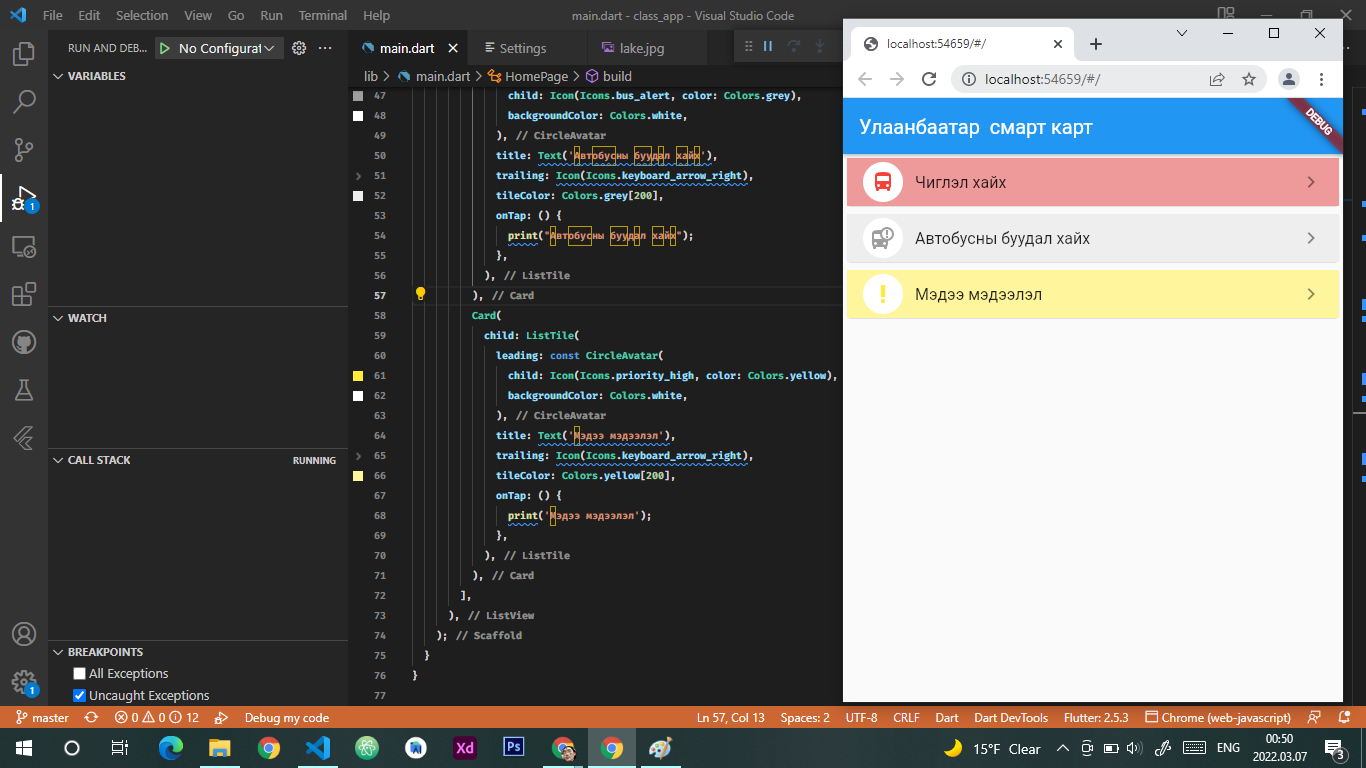 File Edit Selection View Go Run Terminal Help
main.dart - class_app - Visual Studio Code
RUN AND DEB...
No Configurat
main.dart
Settings
lake.jpg
lib > main.dart > HomePage > build
VARIABLES
WATCH
CALL STACK
RUNNING
BREAKPOINTS
All Exceptions
Uncaught Exceptions
47 child: Icon(Icons.bus_alert, color: Colors.grey),
48 backgroundColor: Colors.white,
49 ), // CircleAvatar
50 title: Text('Автобусны буудал хайх'),
51 trailing: Icon(Icons.keyboard_arrow_right),
52 tileColor: Colors.grey[200],
53 onTap: () {
54 print("Автобусны буудал хайх");
55 },
56 ), // ListTile
57 ), // Card
58 Card(
59 child: ListTile(
60 leading: const CircleAvatar(
61 child: Icon(Icons.priority_high, color: Colors.yellow),
62 backgroundColor: Colors.white,
63 ), // CircleAvatar
64 title: Text('Мэдээ мэдээлэл'),
65 trailing: Icon(Icons.keyboard_arrow_right),
66 tileColor: Colors.yellow[200],
67 onTap: () {
68 print('Мэдээ мэдээлэл');
69 },
70 ), // ListTile
71 ), // Card
72 ],
73 ), // ListView
74 ); // Scaffold
75 }
76 }
77
localhost:54659/#/
localhost:54659/#/
Улаанбаатар смарт карт
DEBUG
Чиглэл хайх
Автобусны буудал хайх
Мэдээ мэдээлэл
1
1
master 0 0 12 Debug my code
Ln 57, Col 13 Spaces: 2 UTF-8 CRLF Dart Dart DevTools Flutter: 2.5.3 Chrome (web-javascript)
Xd
Ps
15°F Clear
ENG
00:50
2022.03.07
3